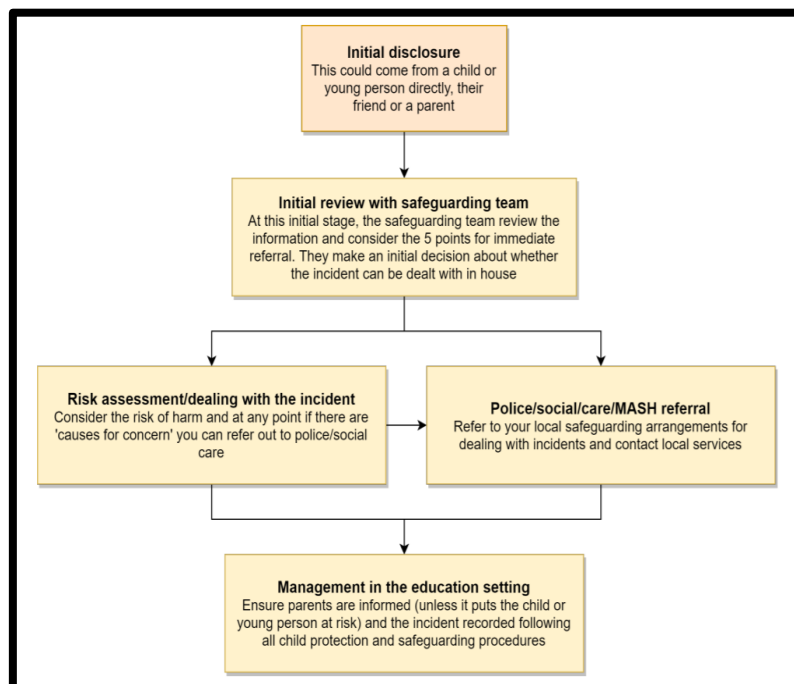 Initial disclosure
This could come from a child or
young person directly, their
friend or a parent
Initial review with safeguarding team
At this initial stage, the safeguarding team review the
information and consider the 5 points for immediate
referral. They make an initial decision about whether
the incident can be dealt with in house
Risk assessment/dealing with the incident
Consider the risk of harm and at any point if there are
'causes for concern' you can refer out to police/social
care
Police/social/care/MASH referral
Refer to your local safeguarding arrangements for
dealing with incidents and contact local services
Management in the education setting
Ensure parents are informed (unless it puts the child or
young person at risk) and the incident recorded following
all child protection and safeguarding procedures